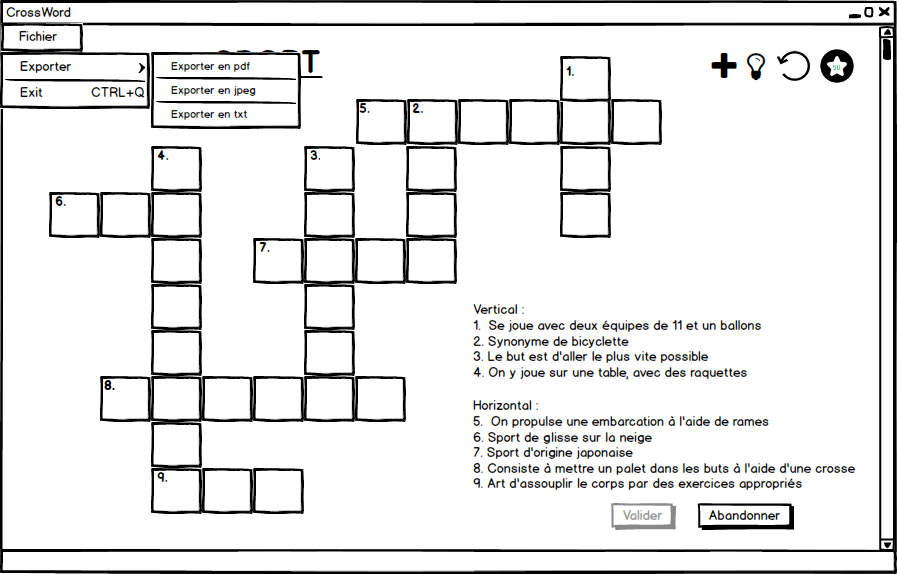 CrossWord
Fichier
Exporter
Exit CTRL+Q
Exporter en pdf
Exporter en jpeg
Exporter en txt
50
1.
5. 2.
4. 3.
6.
7.
8.
9.
Vertical :
1. Se joue avec deux équipes de 11 et un ballons
2. Synonyme de bicyclette
3. Le but est d'aller le plus vite possible
4. On y joue sur une table, avec des raquettes
Horizontal :
5. On propulse une embarcation à l'aide de rames
6. Sport de glisse sur la neige
7. Sport d'origine japonaise
8. Consiste à mettre un palet dans les buts à l'aide d'une crosse
9. Art d'assouplir le corps par des exercices appropriés
Valider Abandonner